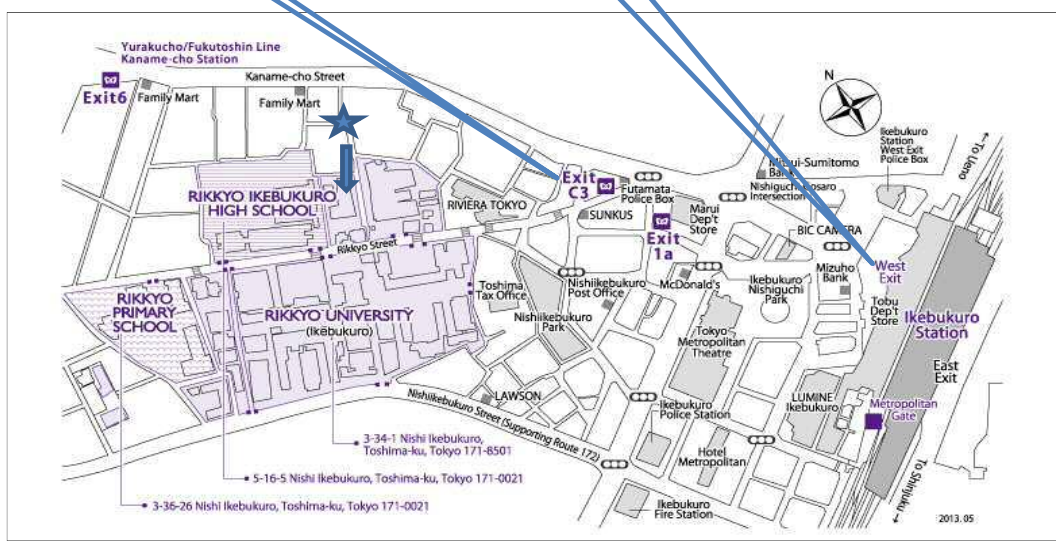 Yurakucho/Fukutoshin Line
Kaname-cho Station
Exit6
Family Mart
Kaname-cho Street
Family Mart
N
Ikebukuro
Station
West Exit
Police Box
To Ueno
Mitsui-Sumitomo
Bank
Exit
C3
Futamata
Police Box
Nishiguchi
Intersection
RIKKYO IKEBUKURO
HIGH SCHOOL
RIVIERA TOKYO
SUNKUS
Marui
Dep't
Store
BIC CAMERA
Exit
1a
Rikkyo Street
West
Exit
Mizuho
Bank
McDonald's
Ikebukuro
Nishiguchi
Park
Toshima
Tax Office
Nishiikebukuro
Post Office
Tobu
Dep't
Store
RIKKYO
PRIMARY
SCHOOL
RIKKYO UNIVERSITY
(Ikebukuro)
Nishiikebukuro
Park
Ikebukuro
Station
Tokyo
Metropolitan
Theatre
East
Exit
LAWSON
Nishiikebukuro Street (Supporting Route 172)
Ikebukuro
Police Station
LUMINE
Ikebukuro
Metropolitan
Gate
3-34-1 Nishi Ikebukuro,
Toshima-ku, Tokyo 171-8501
Hotel
Metropolitan
5-16-5 Nishi Ikebukuro, Toshima-ku, Tokyo 171-0021
To Shinjuku
3-36-26 Nishi Ikebukuro, Toshima-ku, Tokyo 171-0021
Ikebukuro
Fire Station
2013. 05